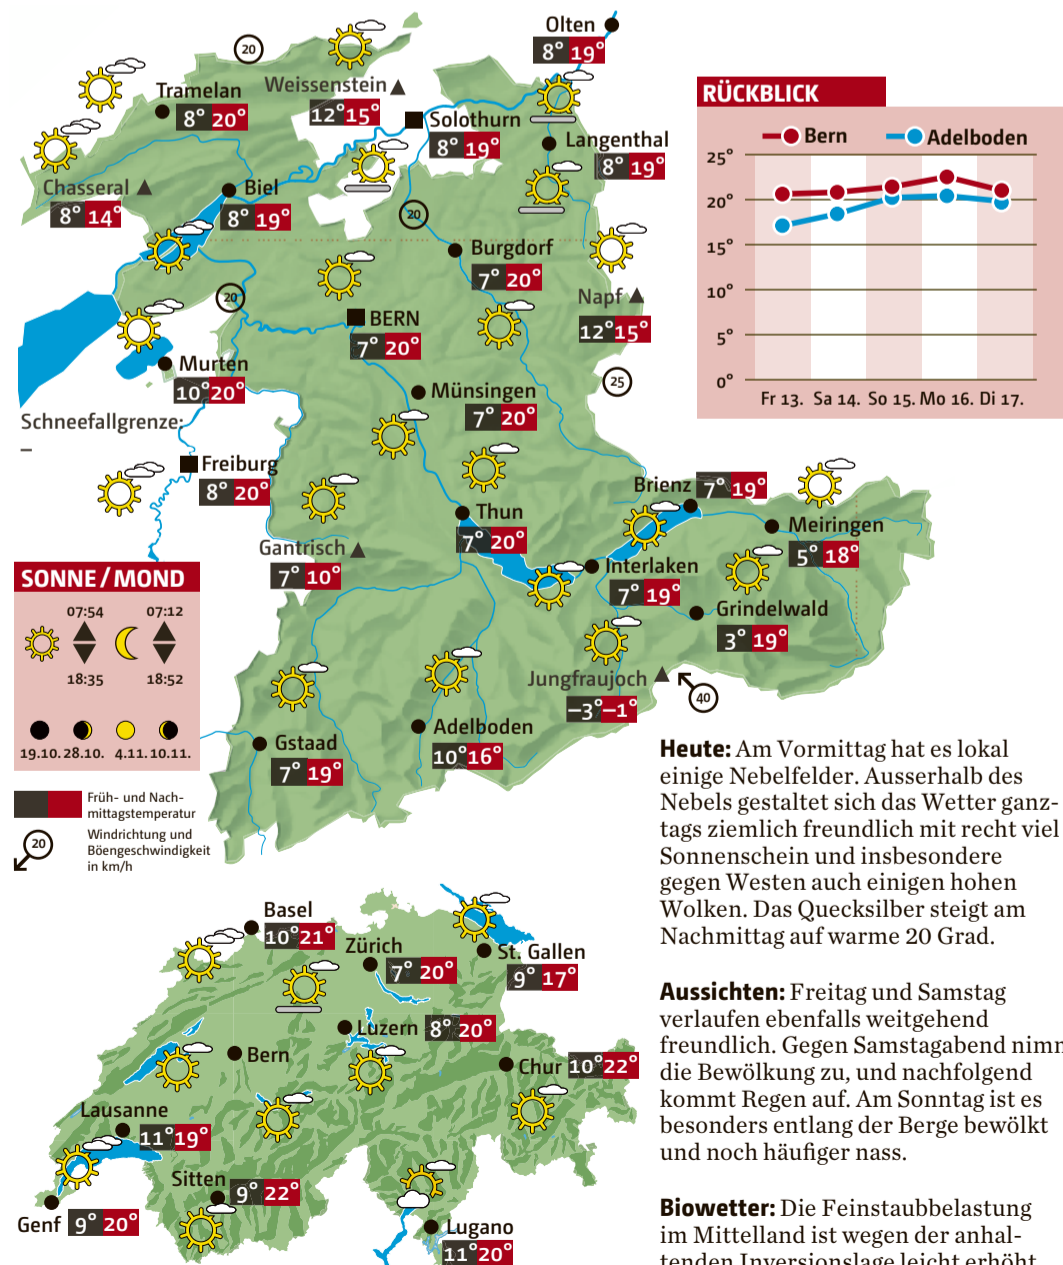 Olten
8° 19°
20
Weissenstein
12° 15°
Tramelan
8° 20°
Solothurn
8° 19°
Langenthal
8° 19°
Chasseral
8° 14°
Biel
8° 19°
20
Burgdorf
7° 20°
Napf
12° 15°
20
BERN
7° 20°
Murten
10° 20°
25
Münsingen
7° 20°
Schneefallgrenze:
–
Freiburg
8° 20°
Brienz 7° 19°
Thun
7° 20°
Meiringen
5° 18°
Gantrisch
7° 10°
Interlaken
7° 19°
Grindelwald
3° 19°
Jungfraujoch
–3° –1°
40
Adelboden
10° 16°
Gstaad
7° 19°
RÜCKBLICK
Bern Adelboden
25°
20°
15°
10°
5°
0°
Fr 13. Sa 14. So 15. Mo 16. Di 17.
SONNE / MOND
07:54 07:12
18:35 18:52
19.10. 28.10. 4.11. 10.11.
Früh- und Nach-
mittagstemperatur
20
Windrichtung und
Böengeschwindigkeit
in km/h
Basel
10° 21°
Zürich
7° 20°
St. Gallen
9° 17°
Luzern 8° 20°
Bern
Chur 10° 22°
Lausanne
11° 19°
Sitten
9° 22°
Genf 9° 20°
Lugano
11° 20°
Heute: Am Vormittag hat es lokal
einige Nebelfelder. Ausserhalb des
Nebels gestaltet sich das Wetter ganz-
tags ziemlich freundlich mit recht viel
Sonnenschein und insbesondere
gegen Westen auch einigen hohen
Wolken. Das Quecksilber steigt am
Nachmittag auf warme 20 Grad.
Aussichten: Freitag und Samstag
verlaufen ebenfalls weitgehend
freundlich. Gegen Samstagabend nim
die Bewölkung zu, und nachfolgend
kommt Regen auf. Am Sonntag ist es
besonders entlang der Berge bewölkt
und noch häufiger nass.
Biowetter: Die Feinstaubbelastung
im Mittelland ist wegen der anhal-
tenden Inversionslage leicht erhöht